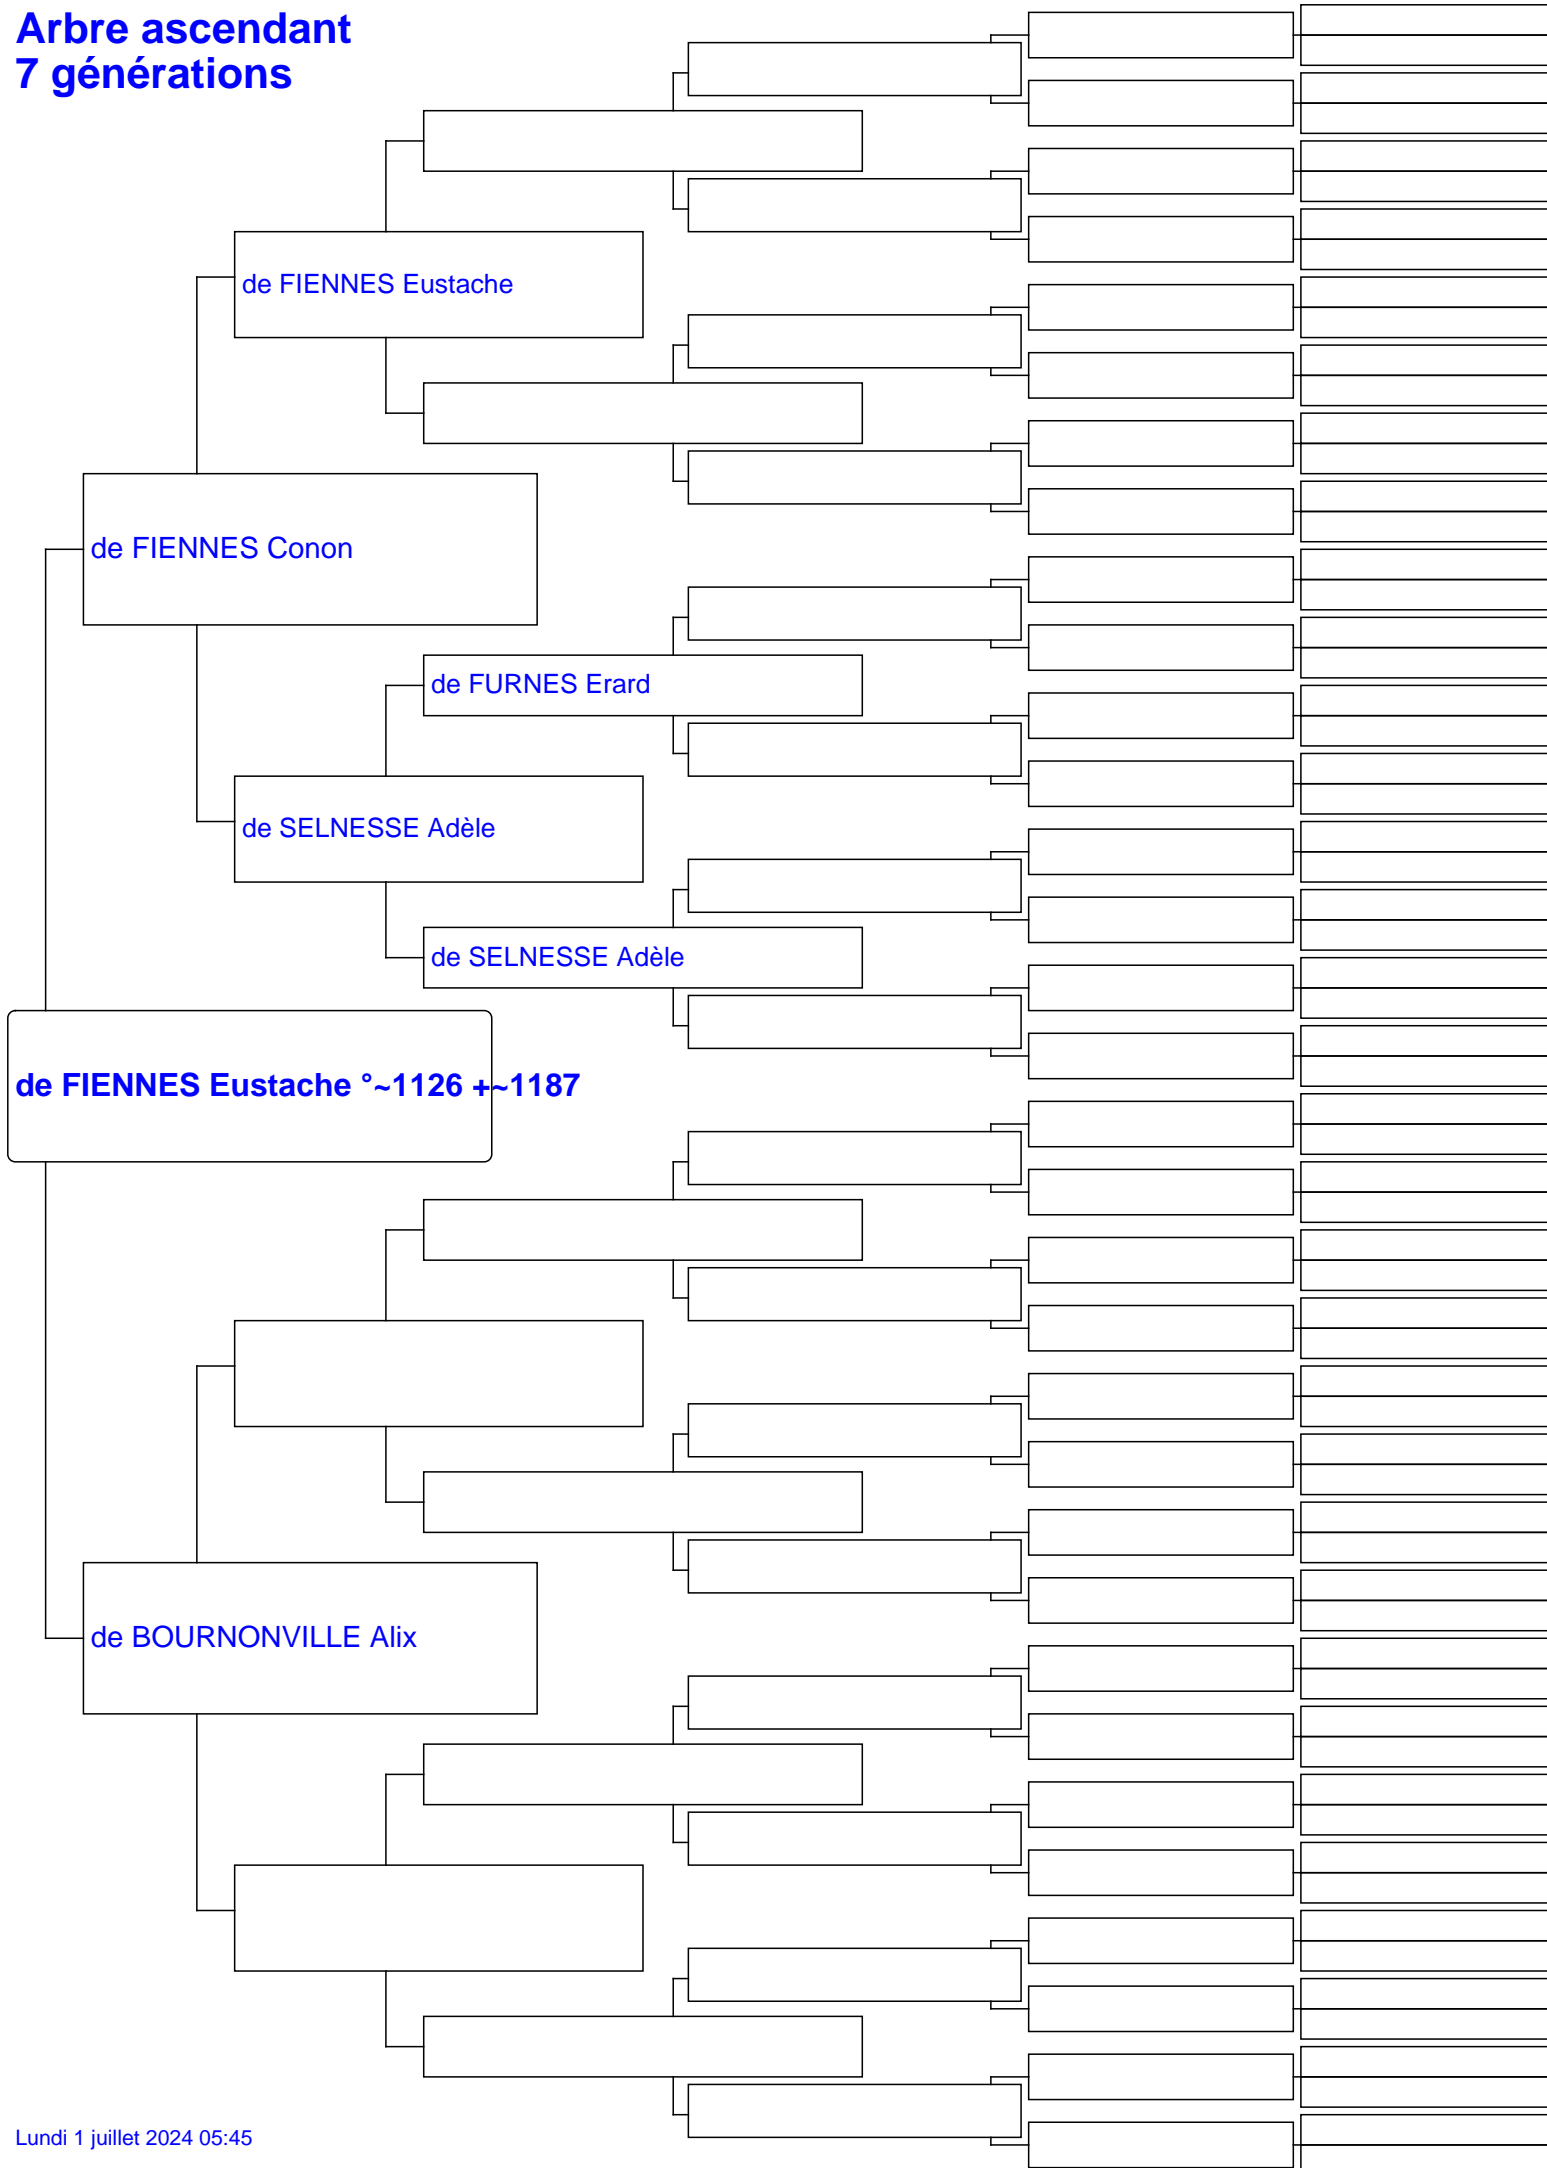 Arbre ascendant
7 générations
de FIENNES Eustache
de FIENNES Conon
de FURNES Erard
de SELNESSE Adèle
de SELNESSE Adèle
de FIENNES Eustache °~1126 +~1187
de BOURNONVILLE Alix
Lundi 1 juillet 2024 05:45